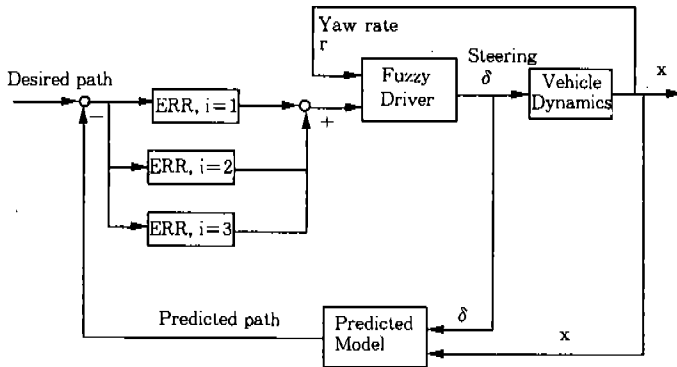 Yaw rate
r
Desired path
ERR, i=1
+
−
ERR, i=2
ERR, i=3
Fuzzy
Driver
Steering
δ
Vehicle
Dynamics
x
Predicted path
Predicted
Model
δ
x